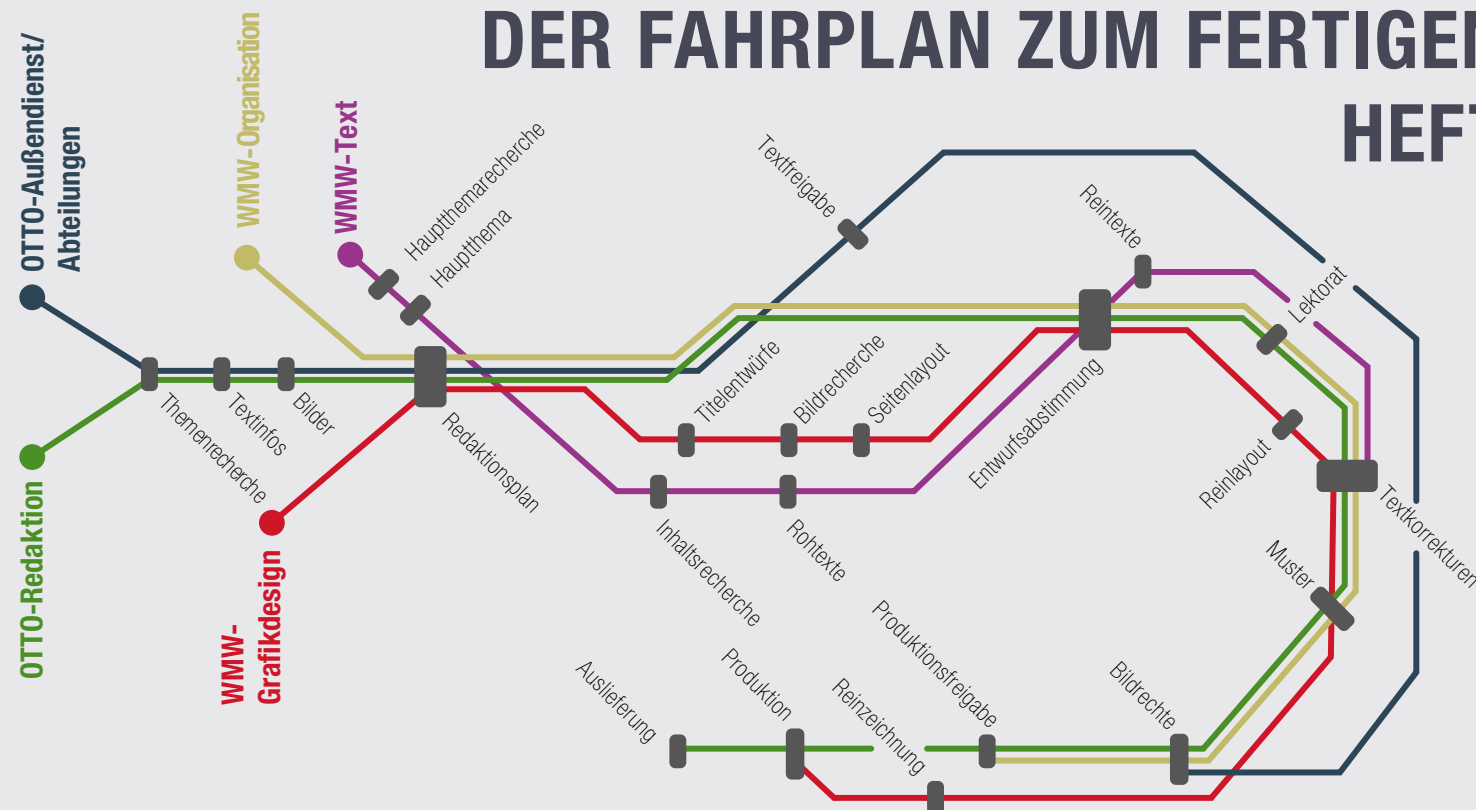 DER FAHRPLAN ZUM FERTIGEN
HEFT
OTTO-Außendienst/
Abteilungen
WMW-Organisation
WMW-Text
Hauptthemarecherche
Hauptthema
Textfreigabe
Reintexte
Lektorat
OTTO-Redaktion
WMW-
Grafikdesign
Themenrecherche
Textinfos
Bilder
Redaktionsplan
Titelentwürfe
Bildrecherche
Seitenlayout
Entwurfsabstimmung
Inhaltsrecherche
Rohtexte
Reinlayout
Textkorrekturen
Muster
Auslieferung
Produktion
Reinzeichnung
Produktionsfreigabe
Bildrechte